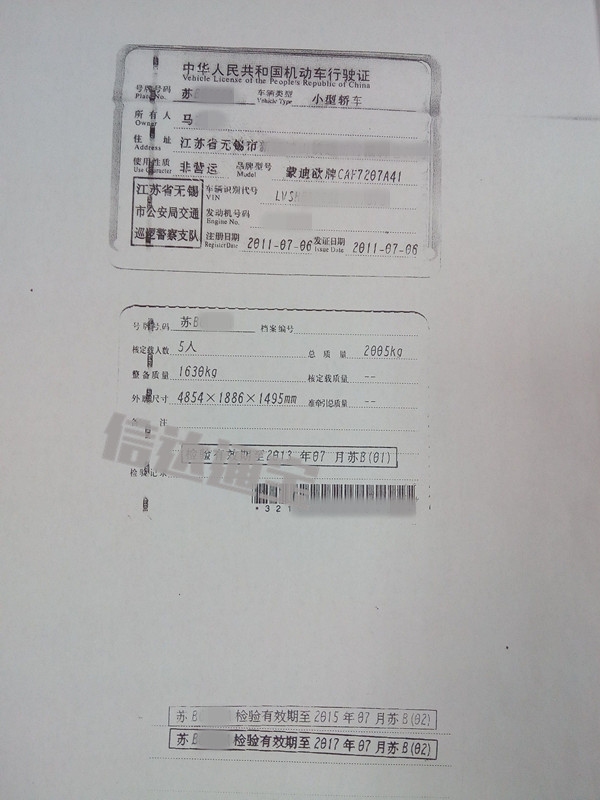 中华人民共和国机动车行驶证
Vehicle License of the People's Republic of China
号牌号码 苏 车辆类型 小型轿车
Plate No. Vehicle Type
所有人 马
Owner
住址 江苏省无锡市
Address
使用性质 非营运 品牌型号 蒙迪欧牌CAF7207A41
Use Character Model
江苏省无锡 车辆识别代号 LVS
VIN
市公安局交通 发动机号码
Engine No.
巡逻警察支队 注册日期 2011-07-06 发证日期 2011-07-06
Register Date Issue Date
号牌号码 苏B 档案编号
核定载人数 5人 总质量 2005kg
整备质量 1630kg 核定载质量 --
外廓尺寸 4854×1886×1495mm 准牵引总质量 --
备注
检验有效期至2013年07月苏B(01)
检验记录
信达通宝
*321
苏B 检验有效期至2015年07月苏B(02)
苏B 检验有效期至2017年07月苏B(02)